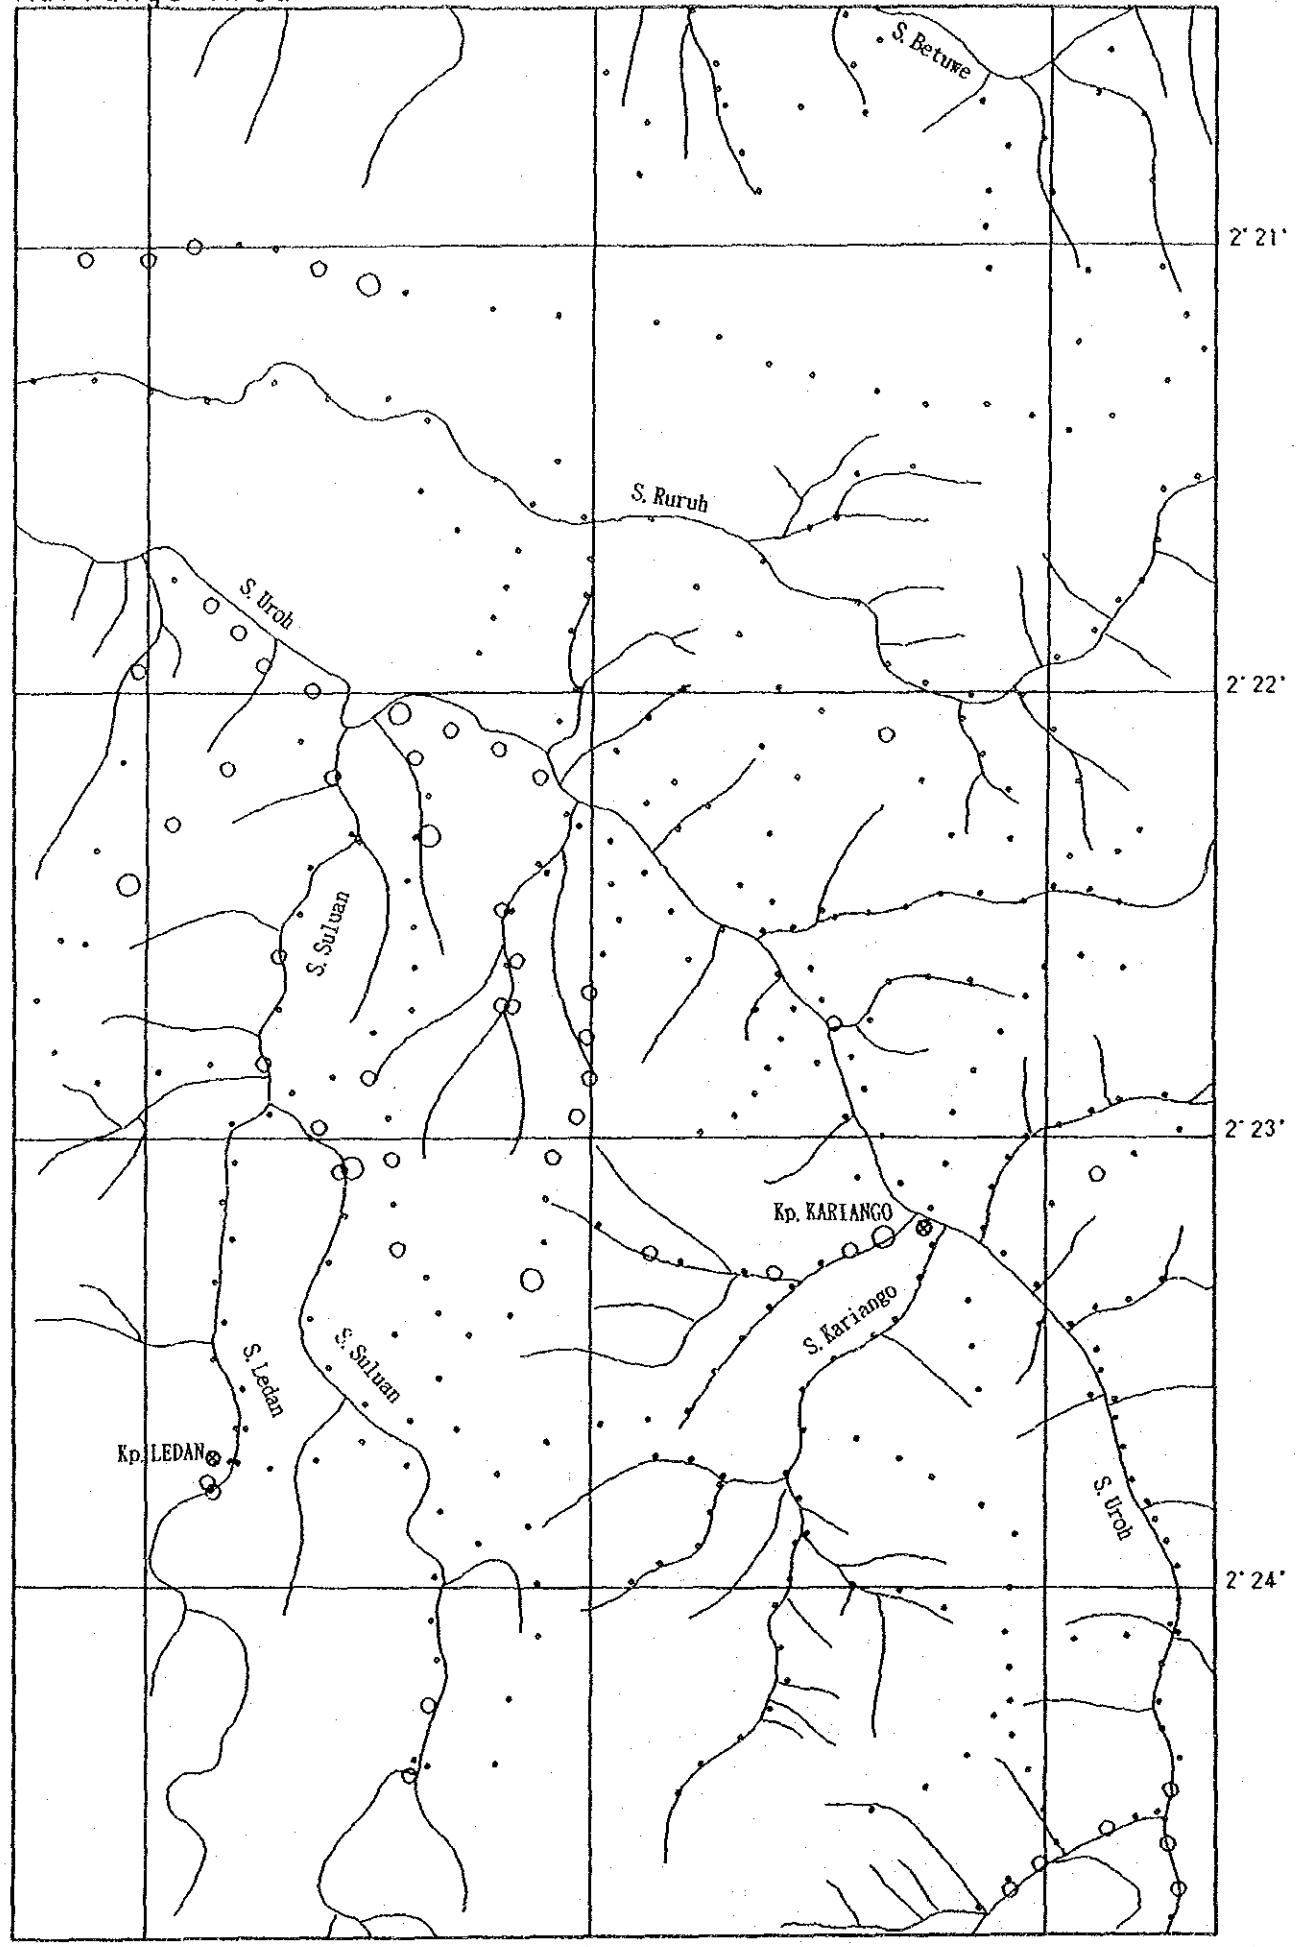 S. Betuwe
2°21'
S. Ruruh
S. Uroh
2°22'
S. Suluan
2°23'
Kp. KARIANGO
S. Kariango
S. Suluan
S. Ledan
Kp. LEDAN
S. Uroh
2°24'